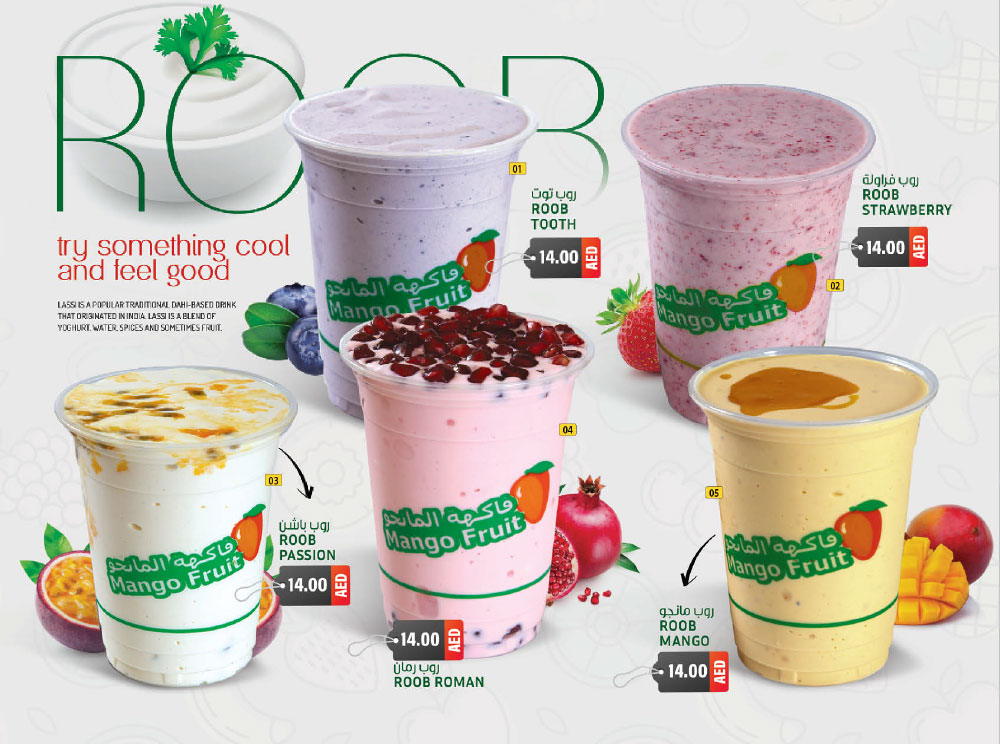 ROOB
try something cool
and feel good
LASSI IS A POPULAR TRADITIONAL DAHI-BASED DRINK
THAT ORIGINATED IN INDIA. LASSI IS A BLEND OF
YOGHURT, WATER, SPICES AND SOMETIMES FRUIT.
01
روب توت
ROOB
TOOTH
14.00 AED
فاكهة المانجو
Mango Fruit
روب فراولة
ROOB
STRAWBERRY
14.00 AED
02
فاكهة المانجو
Mango Fruit
03
روب باشن
ROOB
PASSION
14.00 AED
فاكهة المانجو
Mango Fruit
04
فاكهة المانجو
Mango Fruit
14.00 AED
روب رمان
ROOB ROMAN
05
فاكهة المانجو
Mango Fruit
روب مانجو
ROOB
MANGO
14.00 AED